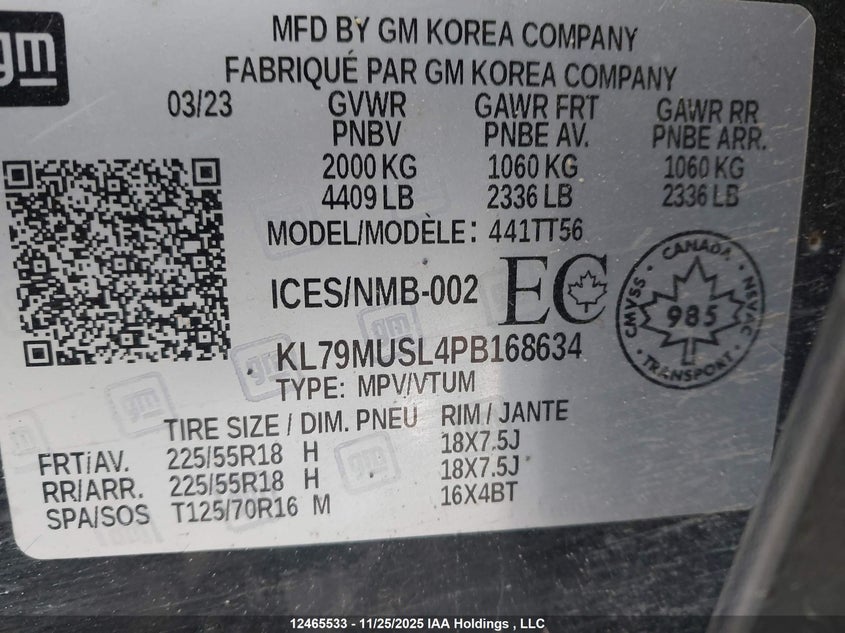 gm
MFD BY GM KOREA COMPANY
FABRIQUÉ PAR GM KOREA COMPANY
03/23 GVWR GAWR FRT GAWR RR
PNBV PNBE AV. PNBE ARR.
2000 KG 1060 KG 1060 KG
4409 LB 2336 LB 2336 LB
MODEL/MODÈLE: 441TT56
ICES/NMB-002 EC
CANADA
CMVSS 985 NSVAC
TRANSPORT
KL79MUSL4PB168634
TYPE: MPV/VTUM
TIRE SIZE / DIM. PNEU RIM / JANTE
FRT/AV. 225/55R18 H 18X7.5J
RR/ARR. 225/55R18 H 18X7.5J
SPA/SOS T125/70R16 M 16X4BT
12465533 - 11/25/2025 IAA Holdings , LLC